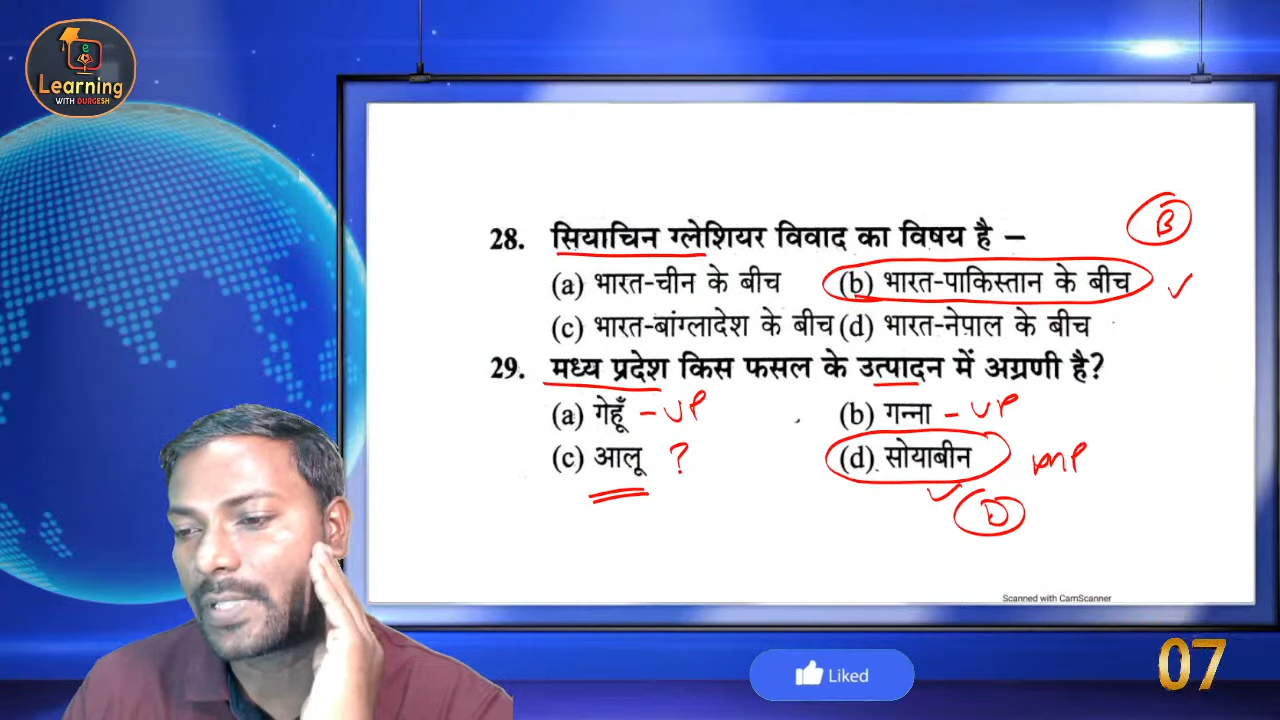 e
Learning
WITH DURGESH
28. सियाचिन ग्लेशियर विवाद का विषय है – B
(a) भारत-चीन के बीच (b) भारत-पाकिस्तान के बीच
(c) भारत-बांग्लादेश के बीच (d) भारत-नेपाल के बीच
29. मध्य प्रदेश किस फसल के उत्पादन में अग्रणी है?
(a) गेहूँ – UP (b) गन्ना – UP
(c) आलू ? (d) सोयाबीन MP
D
Scanned with CamScanner
07
Liked